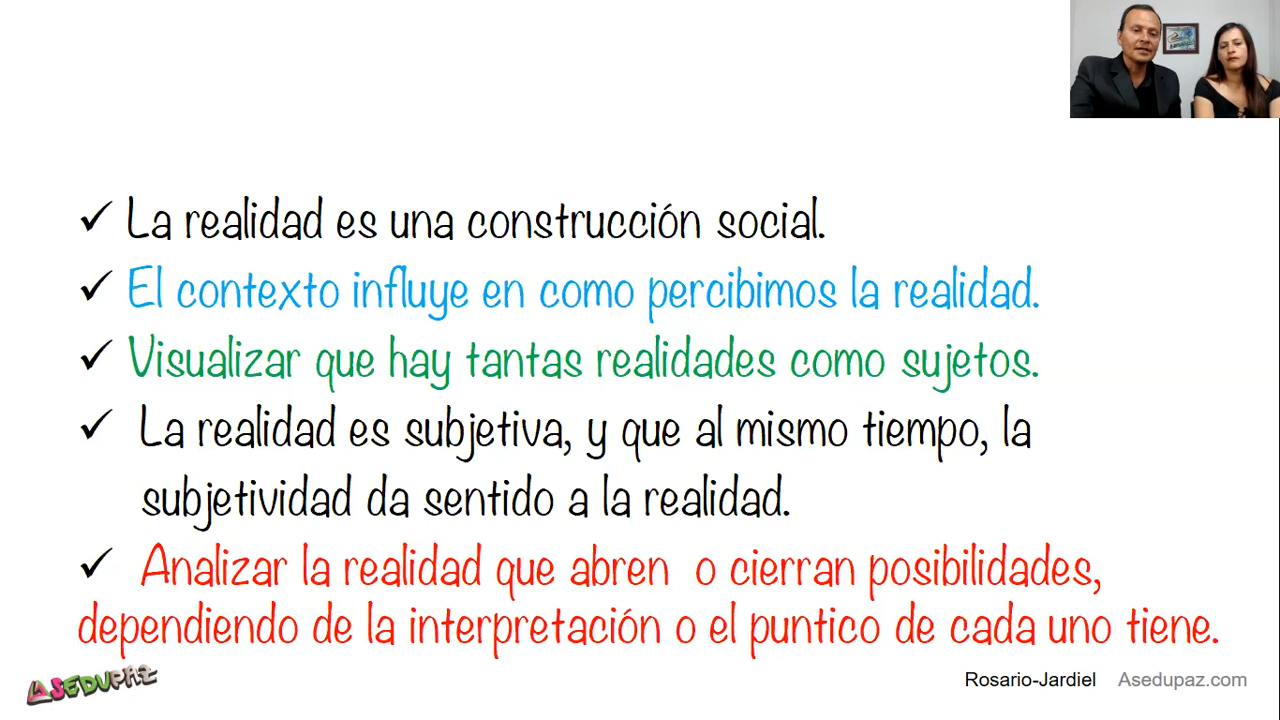 ✓ La realidad es una construcción social.
✓ El contexto influye en como percibimos la realidad.
✓ Visualizar que hay tantas realidades como sujetos.
✓ La realidad es subjetiva, y que al mismo tiempo, la
subjetividad da sentido a la realidad.
✓ Analizar la realidad que abren o cierran posibilidades,
dependiendo de la interpretación o el puntico de cada uno tiene.
ASEDUPAZ
Rosario-Jardiel Asedupaz.com